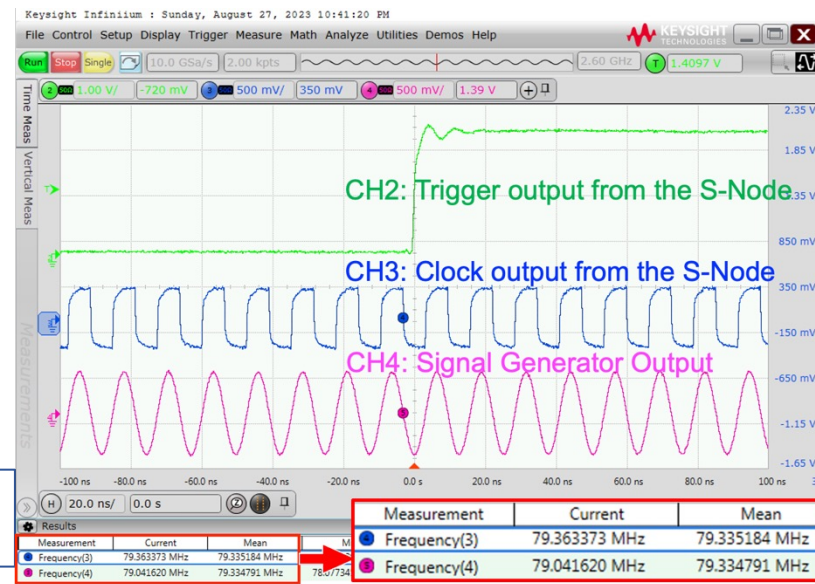 Keysight Infiniium : Sunday, August 27, 2023 10:41:20 PM
File Control Setup Display Trigger Measure Math Analyze Utilities Demos Help
KEYSIGHT
TECHNOLOGIES
Run Stop Single 10.0 GSa/s 2.00 kpts 2.60 GHz T 1.4097 V
2 1.00 V/ -720 mV 3 500 mV/ 350 mV 4 500 mV/ 1.39 V
Time Meas
Vertical Meas
Measurements
2.35 V
1.85 V
CH2: Trigger output from the S-Node
1.35 V
850 mV
CH3: Clock output from the S-Node
350 mV
-150 mV
CH4: Signal Generator Output
-650 mV
-1.15 V
-1.65 V
-100 ns -80.0 ns -60.0 ns -40.0 ns -20.0 ns 0.0 s 20.0 ns 40.0 ns 60.0 ns 80.0 ns 100 ns
H 20.0 ns/ 0.0 s
Results
Measurement Current Mean
Frequency(3) 79.363373 MHz 79.335184 MHz
Frequency(4) 79.041620 MHz 79.334791 MHz
Measurement Current Mean
Frequency(3) 79.363373 MHz 79.335184 MHz
Frequency(4) 79.041620 MHz 79.334791 MHz